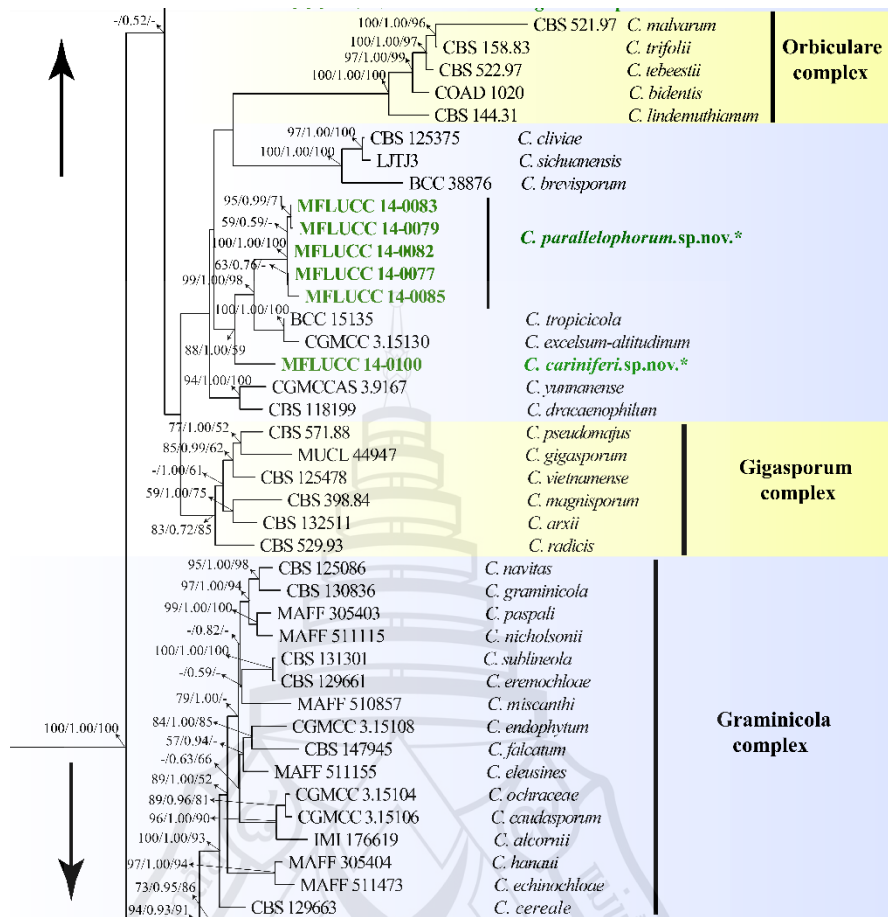 -/0.52/-
100/1.00/96
CBS 521.97 C. malvarum
100/1.00/97
CBS 158.83 C. trifolii
97/1.00/99
CBS 522.97 C. tebeestii
100/1.00/100
COAD 1020 C. bidentis
CBS 144.31 C. lindemuthianum
Orbiculare
complex
97/1.00/100
CBS 125375 C. cliviae
100/1.00/100
LJTJ3 C. sichuanensis
BCC 38876 C. brevisporum
95/0.99/71
MFLUCC 14-0083
59/0.59/-
MFLUCC 14-0079
100/1.00/100
MFLUCC 14-0082
63/0.76/-
MFLUCC 14-0077
MFLUCC 14-0085
C. parallelophorum.sp.nov.*
99/1.00/98
100/1.00/100
BCC 15135 C. tropicicola
CGMCC 3.15130 C. excelsum-altitudinum
88/1.00/59
MFLUCC 14-0100 C. cariniferi.sp.nov.*
94/1.00/100
CGMCCAS 3.9167 C. yunnanense
CBS 118199 C. dracaenophilum
77/1.00/52
CBS 571.88 C. pseudomajus
85/0.99/62
MUCL 44947 C. gigasporum
-/1.00/61
CBS 125478 C. vietnamense
59/1.00/75
CBS 398.84 C. magnisporum
CBS 132511 C. arxii
83/0.72/85
CBS 529.93 C. radicis
Gigasporum
complex
95/1.00/98
CBS 125086 C. navitas
97/1.00/94
CBS 130836 C. graminicola
99/1.00/100
MAFF 305403 C. paspali
-/0.82/-
MAFF 511115 C. nicholsonii
100/1.00/100
CBS 131301 C. sublineola
-/0.59/-
CBS 129661 C. eremochloae
79/1.00/-
MAFF 510857 C. miscanthi
84/1.00/85
CGMCC 3.15108 C. endophytum
57/0.94/-
CBS 147945 C. falcatum
-/0.63/66
MAFF 511155 C. eleusines
89/1.00/52
CGMCC 3.15104 C. ochraceae
89/0.96/81
CGMCC 3.15106 C. caudasporum
96/1.00/90
IMI 176619 C. alcornii
100/1.00/93
MAFF 305404 C. hanaui
97/1.00/94
MAFF 511473 C. echinochloae
73/0.95/86
CBS 129663 C. cereale
94/0.93/91
Graminicola
complex
100/1.00/100